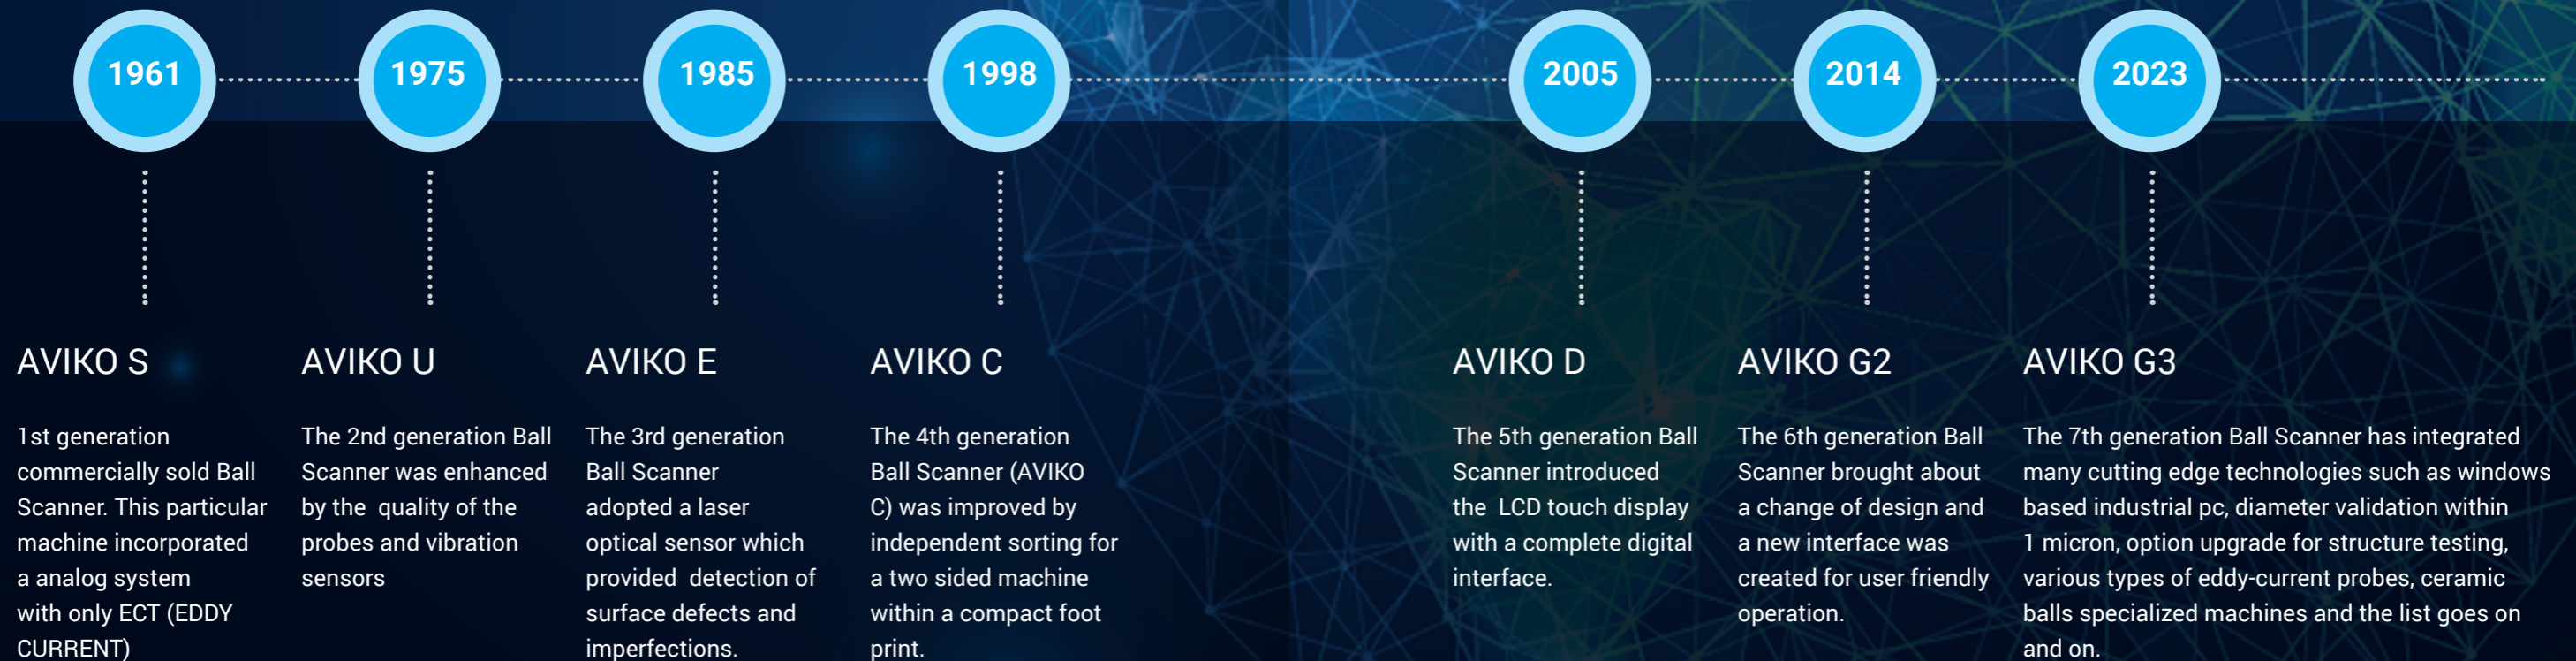 1961
1975
1985
1998
2005
2014
2023
AVIKO S
1st generation
commercially sold Ball
Scanner. This particular
machine incorporated
a analog system
with only ECT (EDDY
CURRENT)
AVIKO U
The 2nd generation Ball
Scanner was enhanced
by the  quality of the
probes and vibration
sensors
AVIKO E
The 3rd generation
Ball Scanner
adopted a laser
optical sensor which
provided  detection of
surface defects and
imperfections.
AVIKO C
The 4th generation
Ball Scanner (AVIKO
C) was improved by
independent sorting for
a two sided machine
within a compact foot
print.
AVIKO D
The 5th generation Ball
Scanner introduced
the  LCD touch display
with a complete digital
interface.
AVIKO G2
The 6th generation Ball
Scanner brought about
a change of design and
a new interface was
created for user friendly
operation.
AVIKO G3
The 7th generation Ball Scanner has integrated
many cutting edge technologies such as windows
based industrial pc, diameter validation within
1 micron, option upgrade for structure testing,
various types of eddy-current probes, ceramic
balls specialized machines and the list goes on
and on.